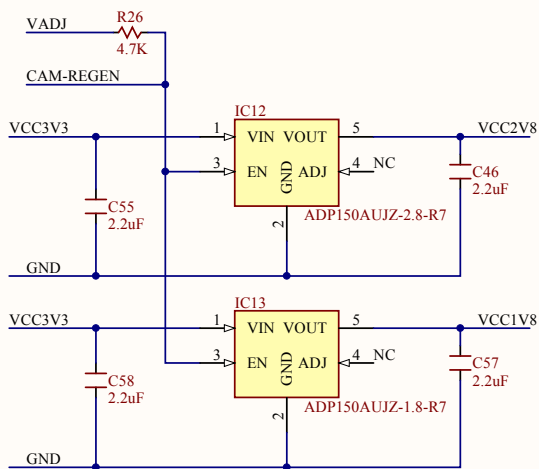 R26
VADJ
4.7K
CAM-REGEN
IC12
VCC3V3
1
VIN
VOUT
5
VCC2V8
3
EN
GND
ADJ
4
NC
C46
2.2uF
C55
2.2uF
2
ADP150AUJZ-2.8-R7
GND
IC13
VCC3V3
1
VIN
VOUT
5
VCC1V8
3
EN
GND
ADJ
4
NC
C57
2.2uF
C58
2.2uF
2
ADP150AUJZ-1.8-R7
GND